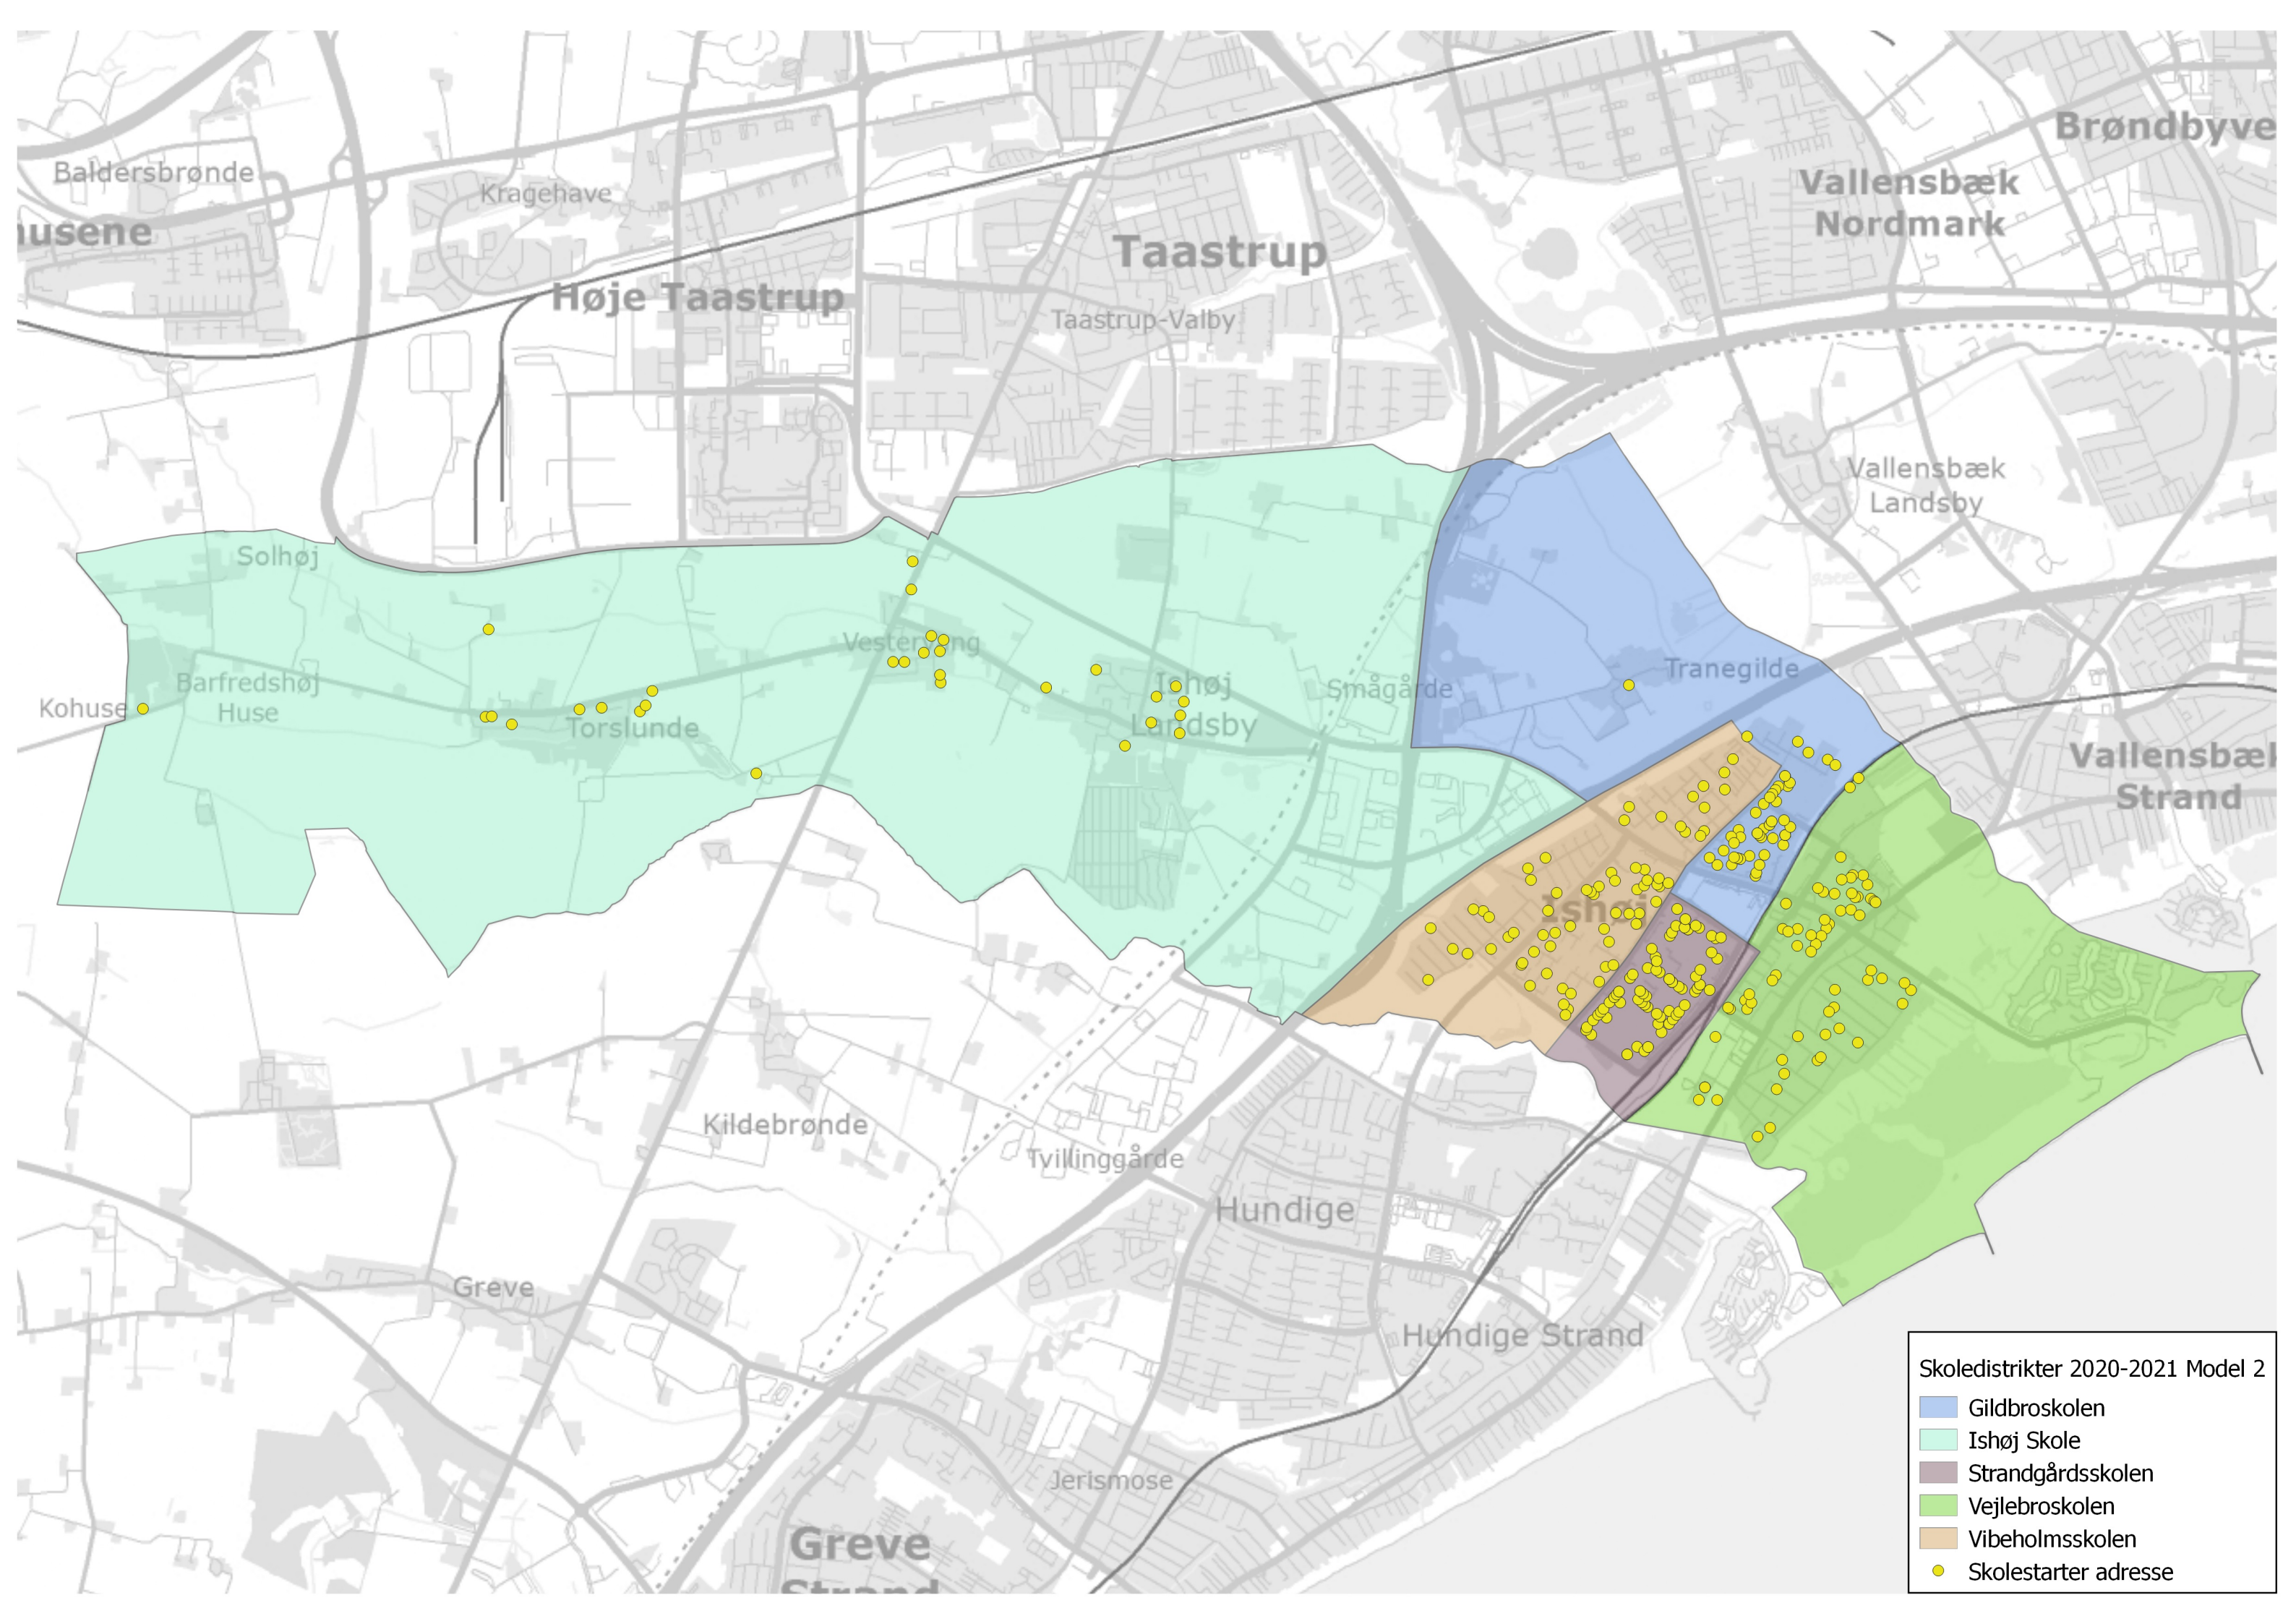 Baldersbrønde
Kragehave
Brøndbyve
Vallensbæk
Nordmark
usene
Taastrup
Høje Taastrup
Taastrup-Valby
Vallensbæk
Landsby
Solhøj
Vestervang
Tranegilde
Barfredshøj
Huse
Kohuse
Ishøj
Landsby
Smågårde
Torslunde
Vallensbæk
Strand
Ishøj
Kildebrønde
Tvillinggårde
Hundige
Greve
Hundige Strand
Jerismose
Greve
Strand
Skoledistrikter 2020-2021 Model 2
Gildbroskolen
Ishøj Skole
Strandgårdsskolen
Vejlebroskolen
Vibeholmsskolen
Skolestarter adresse